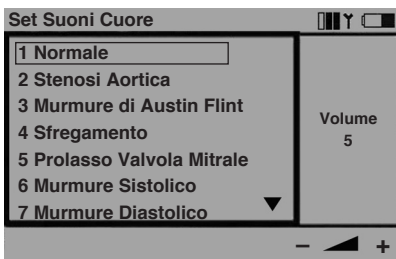 Set Suoni Cuore
1 Normale
2 Stenosi Aortica
3 Murmure di Austin Flint
4 Sfregamento
5 Prolasso Valvola Mitrale
6 Murmure Sistolico
7 Murmure Diastolico
Volume
5
− +